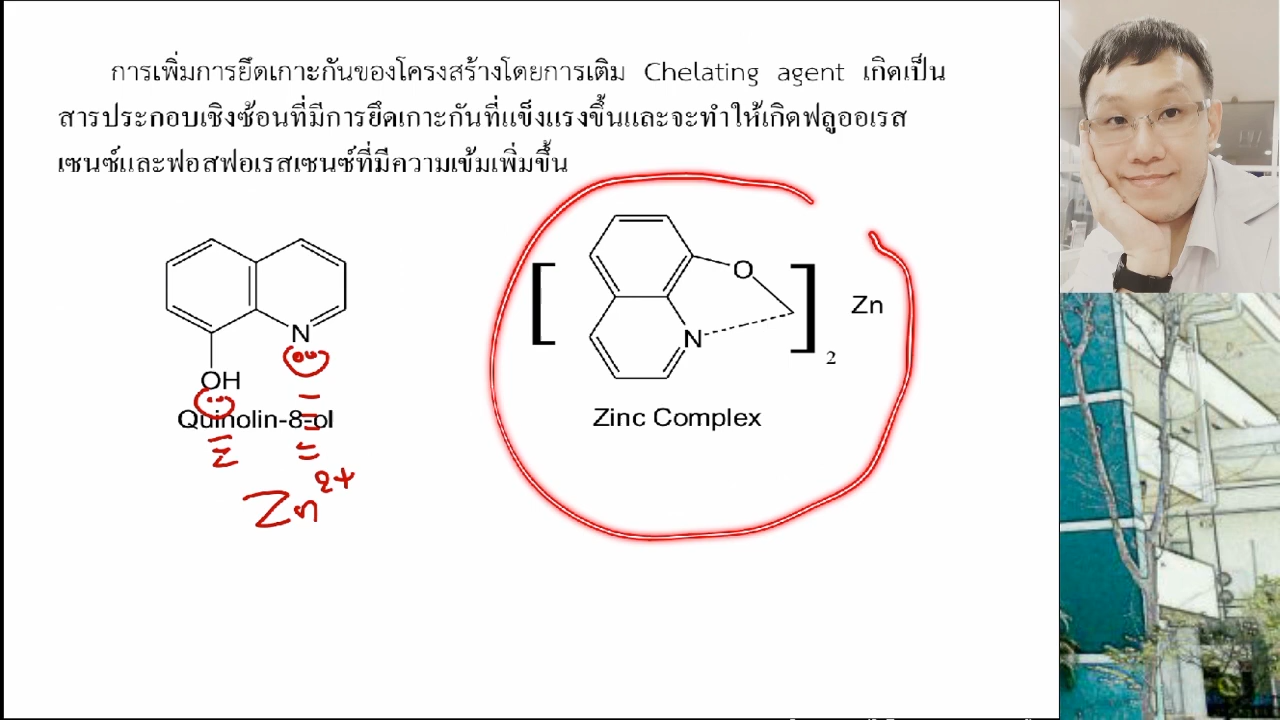 การเพิ่มการยึดเกาะกันของโครงสร้างโดยการเติม Chelating agent เกิดเป็น
สารประกอบเชิงซ้อนที่มีการยึดเกาะกันที่แข็งแรงขึ้นและจะทำให้เกิดฟลูออเรส
เซนซ์และฟอสฟอเรสเซนซ์ที่มีความเข้มเพิ่มขึ้น
N
OH
Quinolin-8-ol
Zn2+
O
N
[ ]2 Zn
Zinc Complex